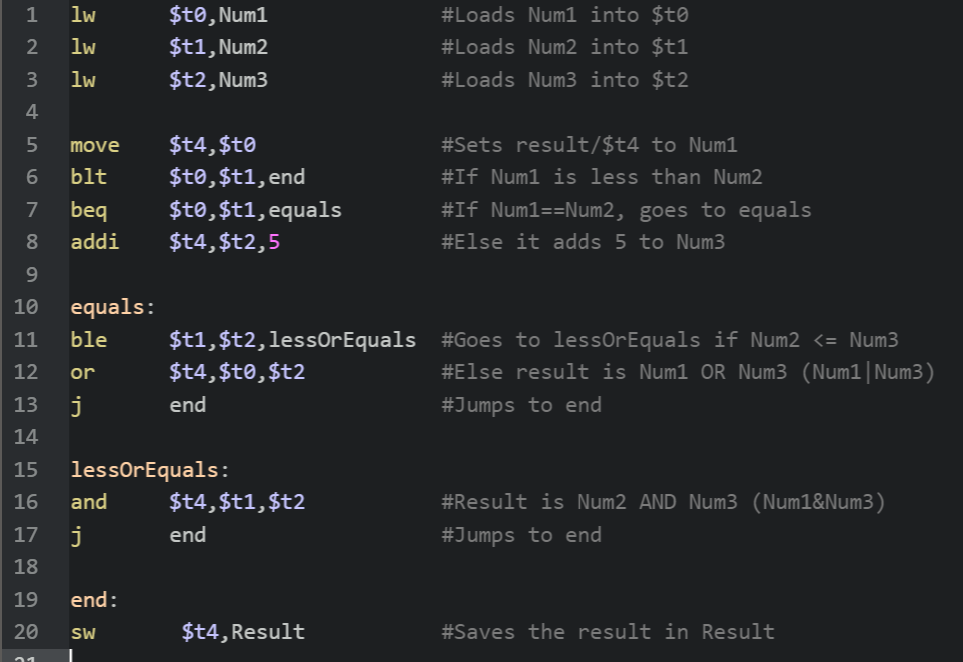 1 lw $t0,Num1 #Loads Num1 into $t0
2 lw $t1,Num2 #Loads Num2 into $t1
3 lw $t2,Num3 #Loads Num3 into $t2
4
5 move $t4,$t0 #Sets result/$t4 to Num1
6 blt $t0,$t1,end #If Num1 is less than Num2
7 beq $t0,$t1,equals #If Num1==Num2, goes to equals
8 addi $t4,$t2,5 #Else it adds 5 to Num3
9
10 equals:
11 ble $t1,$t2,lessOrEquals #Goes to lessOrEquals if Num2 <= Num3
12 or $t4,$t0,$t2 #Else result is Num1 OR Num3 (Num1|Num3)
13 j end #Jumps to end
14
15 lessOrEquals:
16 and $t4,$t1,$t2 #Result is Num2 AND Num3 (Num1&Num3)
17 j end #Jumps to end
18
19 end:
20 sw $t4,Result #Saves the result in Result
21